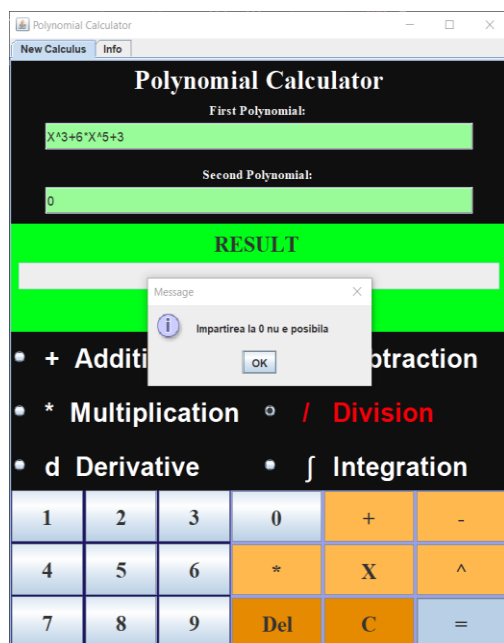 Polynomial Calculator
New Calculus Info
Polynomial Calculator
First Polynomial:
X^3+6*X^5+3
Second Polynomial:
0
RESULT
Message
Impartirea la 0 nu e posibila
OK
+ Additi btraction
* Multiplication / Division
d Derivative ∫ Integration
1 2 3 0 + -
4 5 6 * X ^
7 8 9 Del C =